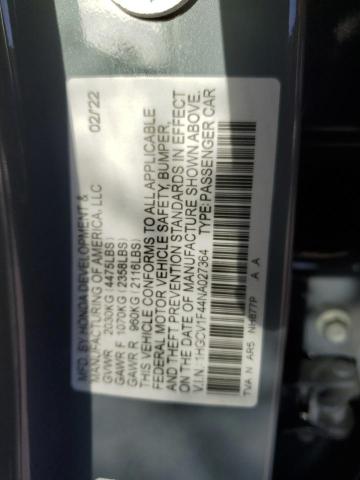 MFD. BY HONDA DEVELOPMENT &
MANUFACTURING OF AMERICA, LLC 02/22
GVWR 2030KG (4475LBS)
GAWR F 1070KG (2358LBS)
GAWR R 960KG (2116LBS)
THIS VEHICLE CONFORMS TO ALL APPLICABLE
FEDERAL MOTOR VEHICLE SAFETY, BUMPER,
AND THEFT PREVENTION STANDARDS IN EFFECT
ON THE DATE OF MANUFACTURE SHOWN ABOVE.
V.I.N.: 1HGCV1F44NA027364 TYPE: PASSENGER CAR
TVA N AR5 NH877P A A